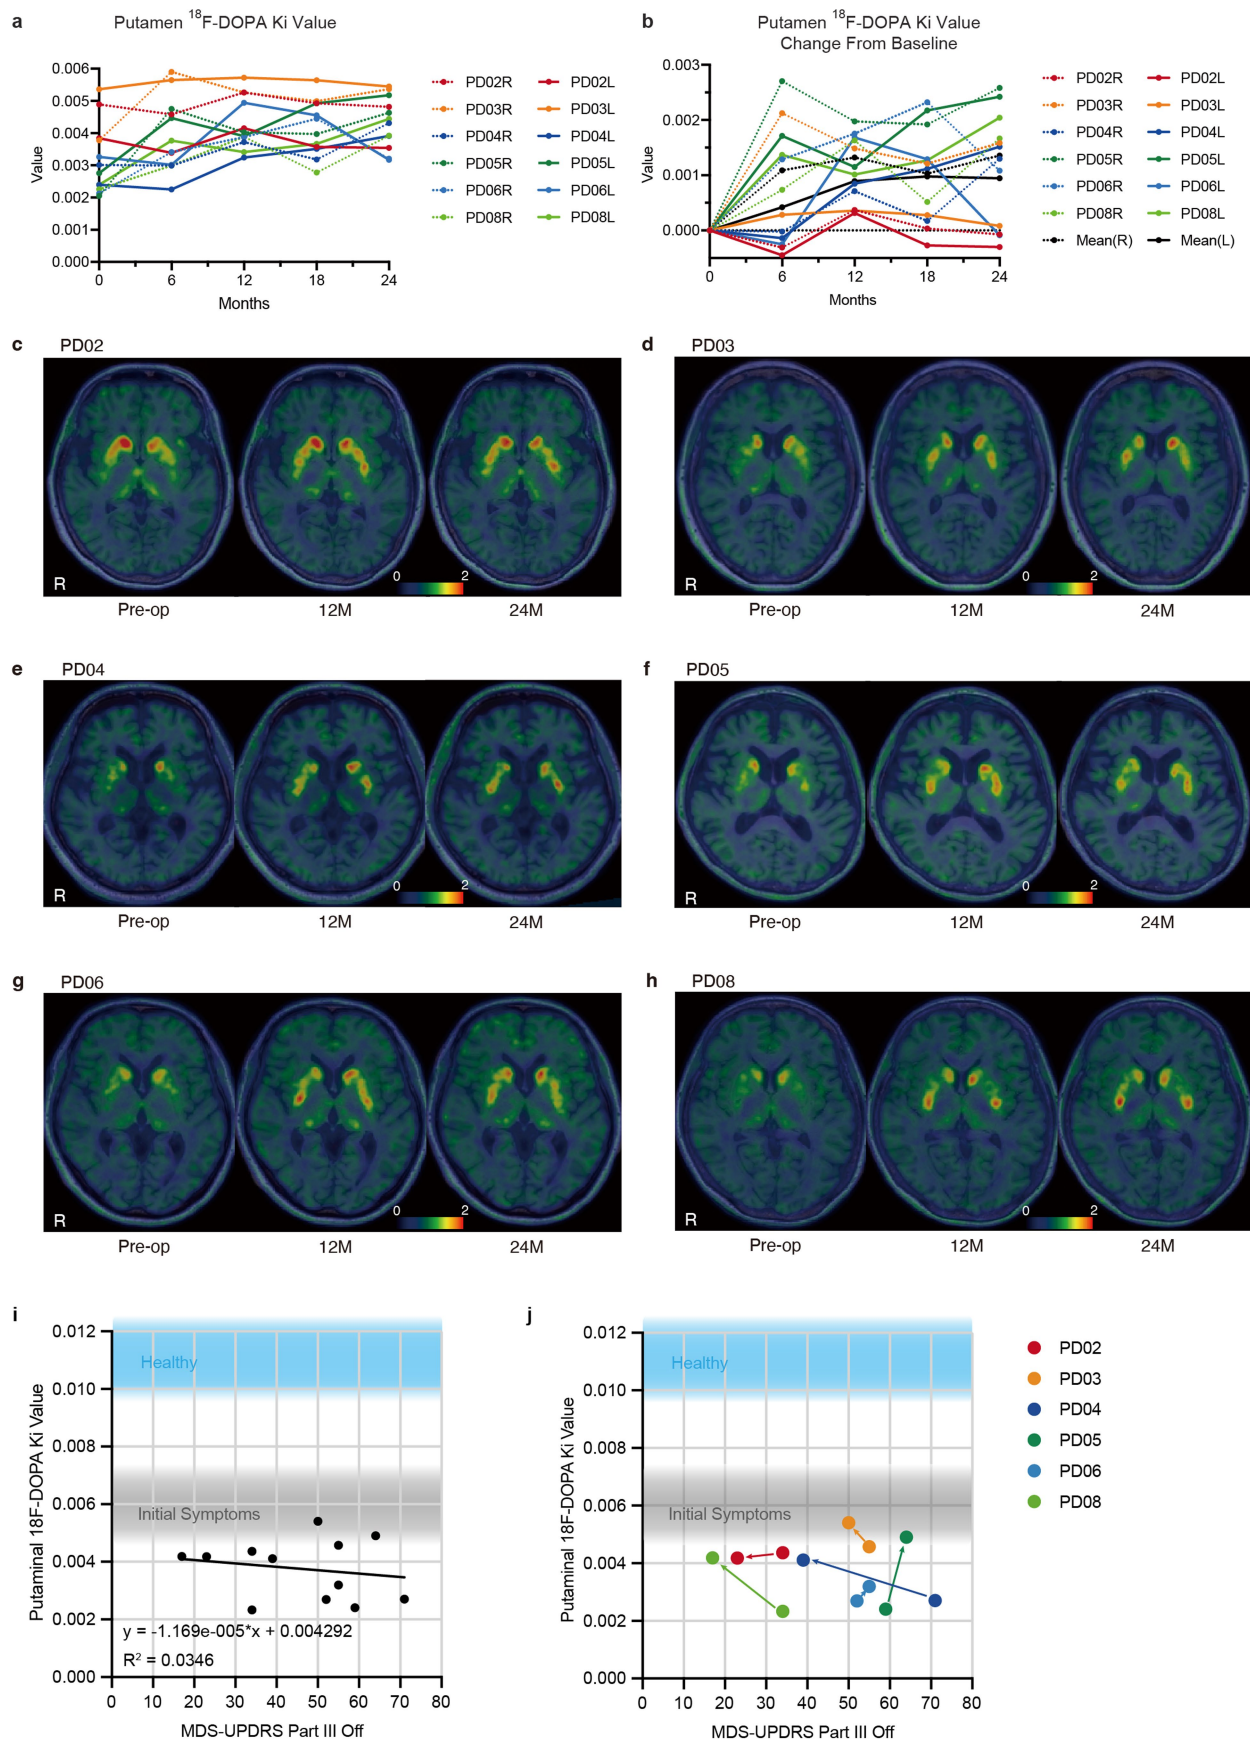 a
Putamen 18F-DOPA Ki Value
0.006
0.005
0.004
0.003
0.002
0.001
0.000
Value
0 6 12 18 24
Months
PD02R PD02L
PD03R PD03L
PD04R PD04L
PD05R PD05L
PD06R PD06L
PD08R PD08L
b
Putamen 18F-DOPA Ki Value
Change From Baseline
0.003
0.002
0.001
0.000
Value
0 6 12 18 24
Months
PD02R PD02L
PD03R PD03L
PD04R PD04L
PD05R PD05L
PD06R PD06L
PD08R PD08L
Mean(R) Mean(L)
c PD02
R
0 2
Pre-op 12M 24M
d PD03
R
0 2
Pre-op 12M 24M
e PD04
R
0 2
Pre-op 12M 24M
f PD05
R
0 2
Pre-op 12M 24M
g PD06
R
0 2
Pre-op 12M 24M
h PD08
R
0 2
Pre-op 12M 24M
i
0.012
0.010
0.008
0.006
0.004
0.002
0.000
Putaminal 18F-DOPA Ki Value
Healthy
Initial Symptoms
y = -1.169e-005*x + 0.004292
R2 = 0.0346
0 10 20 30 40 50 60 70 80
MDS-UPDRS Part III Off
j
0.012
0.010
0.008
0.006
0.004
0.002
0.000
Putaminal 18F-DOPA Ki Value
Healthy
Initial Symptoms
0 10 20 30 40 50 60 70 80
MDS-UPDRS Part III Off
PD02
PD03
PD04
PD05
PD06
PD08